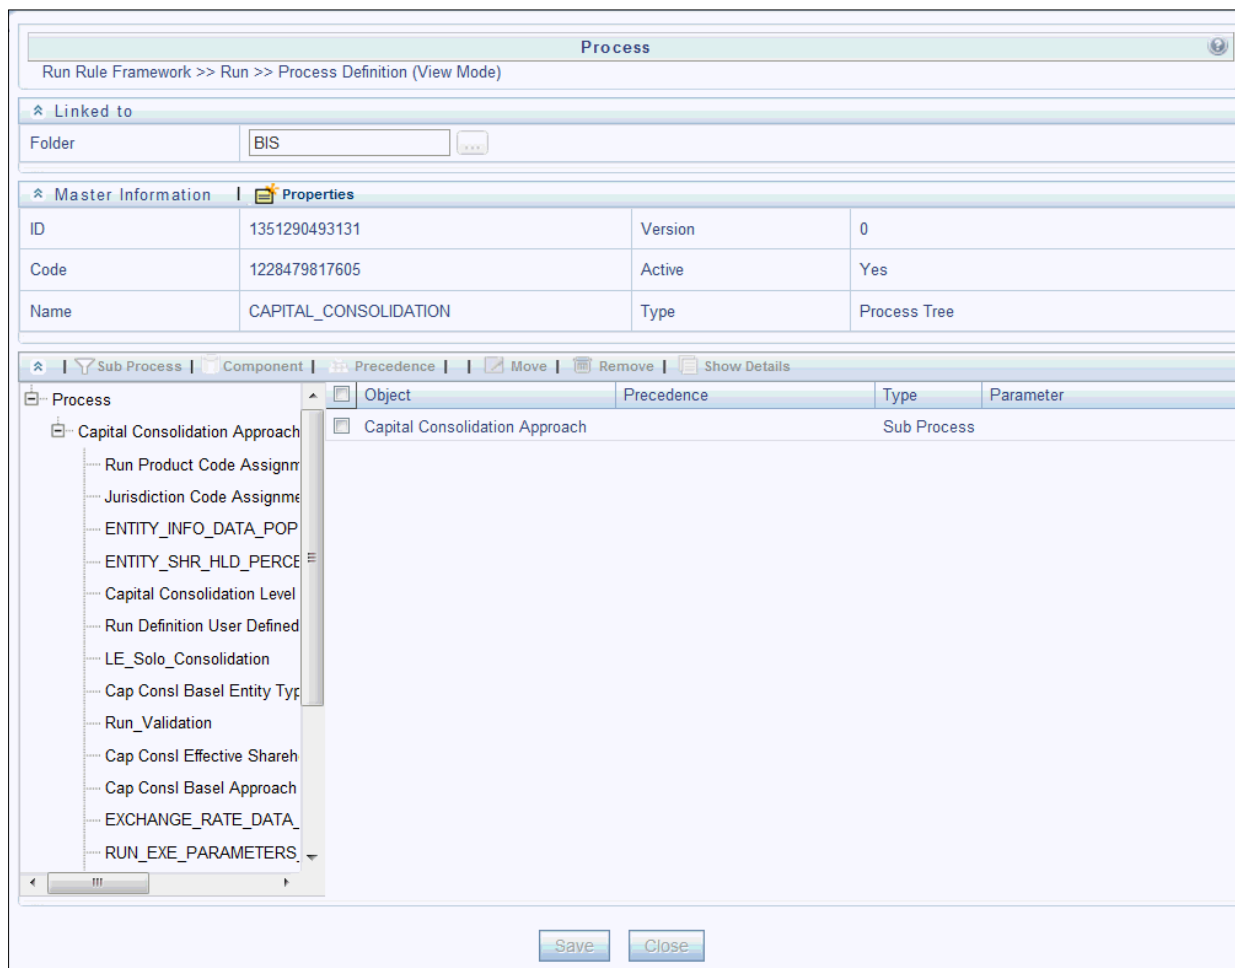 Process
Run Rule Framework >> Run >> Process Definition (View Mode)
Linked to
Folder BIS ...
Master Information | Properties
ID 1351290493131 Version 0
Code 1228479817605 Active Yes
Name CAPITAL_CONSOLIDATION Type Process Tree
| Sub Process | Component | Precedence | | Move | Remove | Show Details
Process
Object Precedence Type Parameter
Capital Consolidation Approach
Capital Consolidation Approach Sub Process
Run Product Code Assignm
Jurisdiction Code Assignme
ENTITY_INFO_DATA_POP
ENTITY_SHR_HLD_PERCE
Capital Consolidation Level
Run Definition User Defined
LE_Solo_Consolidation
Cap Consl Basel Entity Typ
Run_Validation
Cap Consl Effective Shareh
Cap Consl Basel Approach
EXCHANGE_RATE_DATA_
RUN_EXE_PARAMETERS_
Save Close